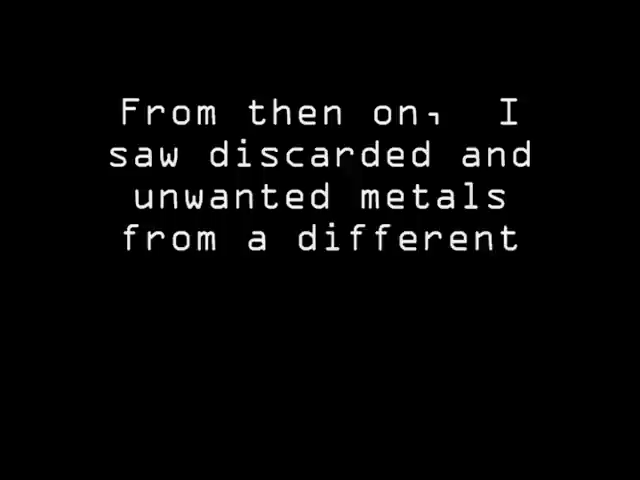 From then on, I
saw discarded and
unwanted metals
from a different